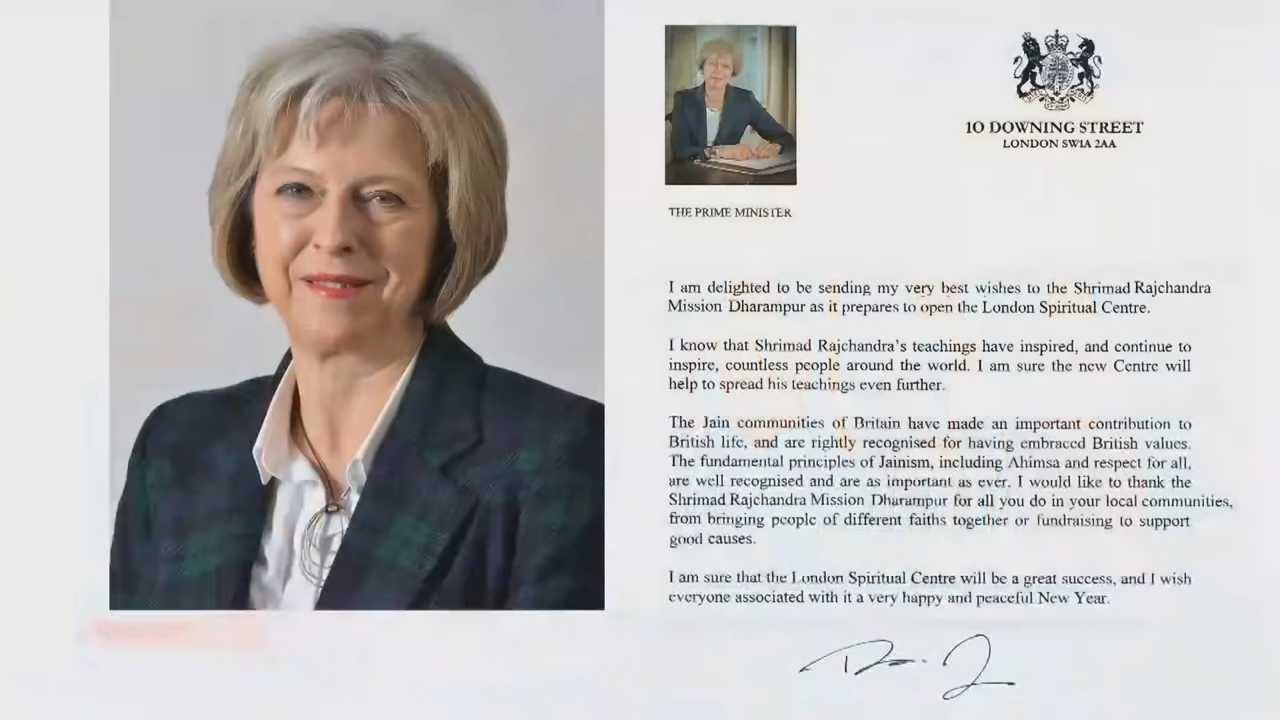 10 DOWNING STREET
LONDON SW1A 2AA
THE PRIME MINISTER
I am delighted to be sending my very best wishes to the Shrimad Rajchandra
Mission Dharampur as it prepares to open the London Spiritual Centre.
I know that Shrimad Rajchandra's teachings have inspired, and continue to
inspire, countless people around the world. I am sure the new Centre will
help to spread his teachings even further.
The Jain communities of Britain have made an important contribution to
British life, and are rightly recognised for having embraced British values.
The fundamental principles of Jainism, including Ahimsa and respect for all,
are well recognised and are as important as ever. I would like to thank the
Shrimad Rajchandra Mission Dharampur for all you do in your local communities,
from bringing people of different faiths together or fundraising to support
good causes.
I am sure that the London Spiritual Centre will be a great success, and I wish
everyone associated with it a very happy and peaceful New Year.